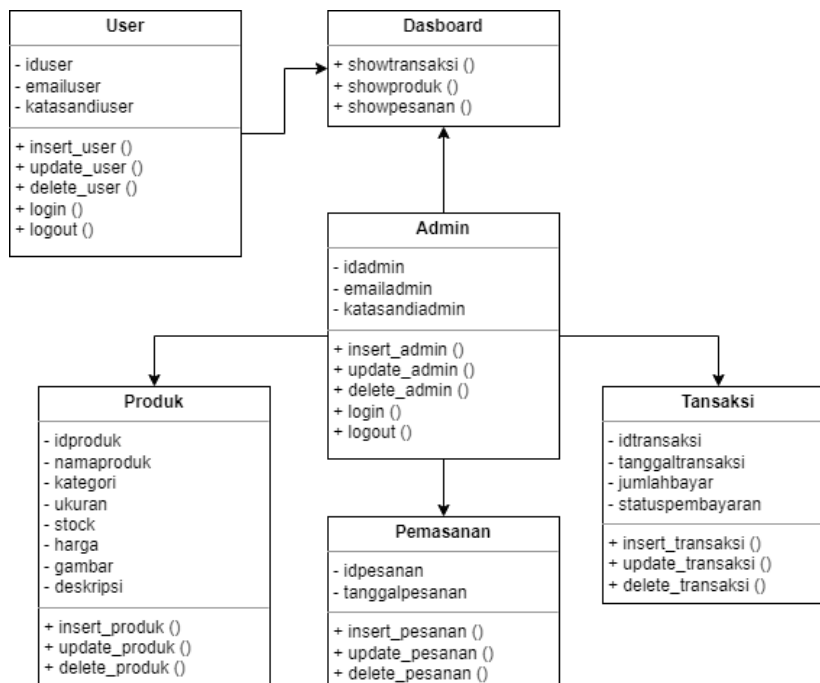 User
- iduser
- emailuser
- katasandiuser
+ insert_user ()
+ update_user ()
+ delete_user ()
+ login ()
+ logout ()
Dasboard
+ showtransaksi ()
+ showproduk ()
+ showpesanan ()
Admin
- idadmin
- emailadmin
- katasandiadmin
+ insert_admin ()
+ update_admin ()
+ delete_admin ()
+ login ()
+ logout ()
Produk
- idproduk
- namaproduk
- kategori
- ukuran
- stock
- harga
- gambar
- deskripsi
+ insert_produk ()
+ update_produk ()
+ delete_produk ()
Pemasanan
- idpesanan
- tanggalpesanan
+ insert_pesanan ()
+ update_pesanan ()
+ delete_pesanan ()
Tansaksi
- idtransaksi
- tanggaltransaksi
- jumlahbayar
- statuspembayaran
+ insert_transaksi ()
+ update_transaksi ()
+ delete_transaksi ()